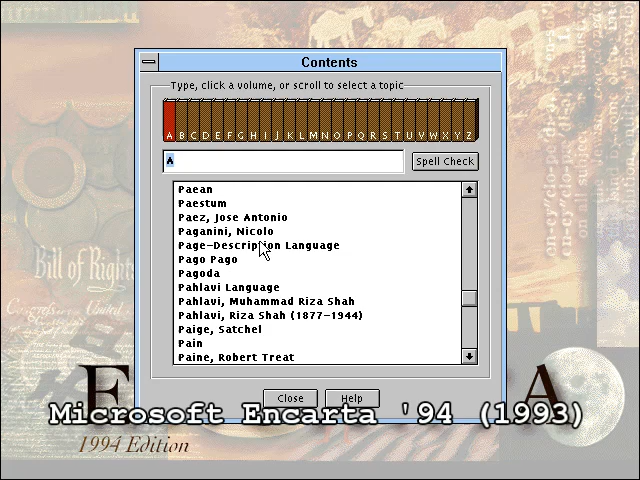 Contents
Type, click a volume, or scroll to select a topic
A B C D E F G H I J K L M N O P Q R S T U V W X Y Z
A
Spell Check
Paean
Paestum
Paez, Jose Antonio
Paganini, Nicolo
Page-Description Language
Pago Pago
Pagoda
Pahlavi Language
Pahlavi, Muhammad Riza Shah
Pahlavi, Riza Shah (1877-1944)
Paige, Satchel
Pain
Paine, Robert Treat
Close
Help
Bill of Rights
E A
Microsoft Encarta '94 (1993)
1994 Edition